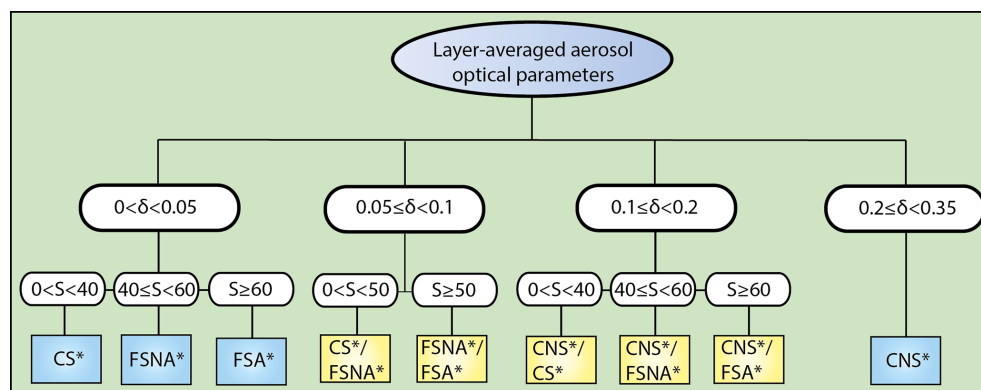 Layer-averaged aerosol
optical parameters
0<δ<0.05
0.05≤δ<0.1
0.1≤δ<0.2
0.2≤δ<0.35
0<S<40
40≤S<60
S≥60
0<S<50
S≥50
0<S<40
40≤S<60
S≥60
CS*
FSNA*
FSA*
CS*/
FSNA*
FSNA*/
FSA*
CNS*/
CS*
CNS*/
FSNA*
CNS*/
FSA*
CNS*